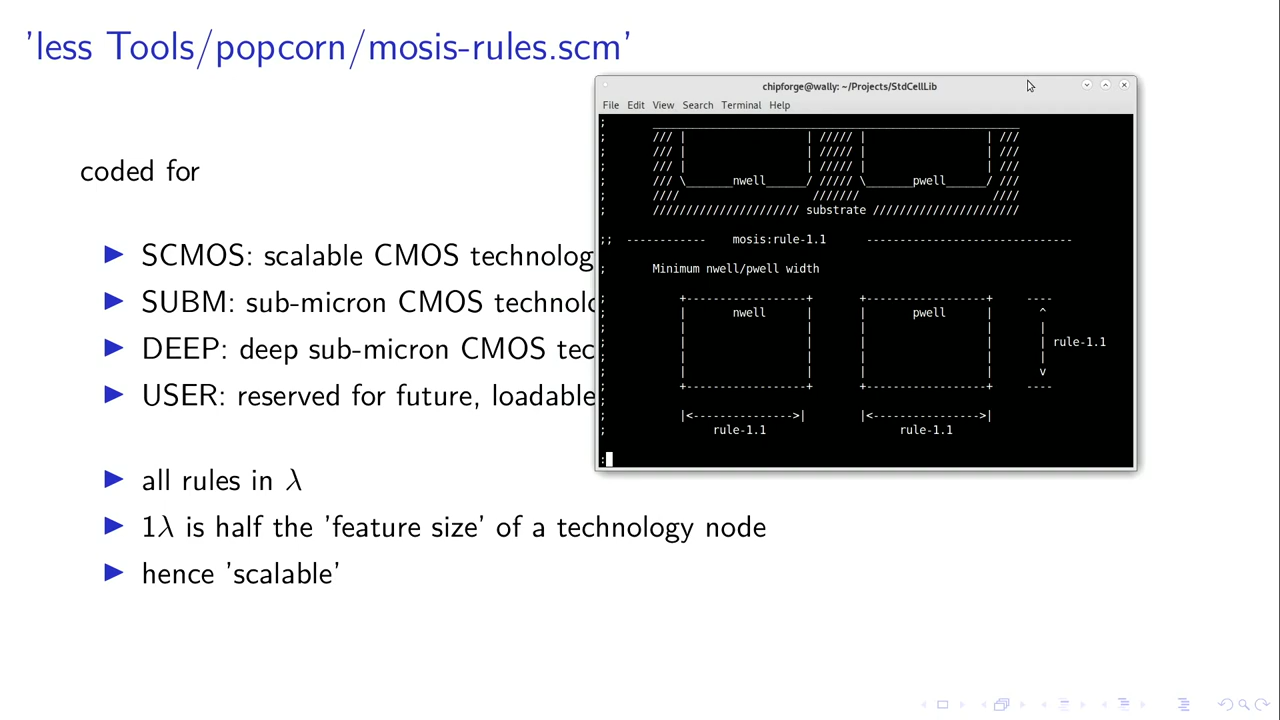 'less Tools/popcorn/mosis-rules.scm'
coded for
▶ SCMOS: scalable CMOS technolog
▶ SUBM: sub-micron CMOS technolo
▶ DEEP: deep sub-micron CMOS tec
▶ USER: reserved for future, loadable
▶ all rules in λ
▶ 1λ is half the 'feature size' of a technology node
▶ hence 'scalable'
chipforge@wally: ~/Projects/StdCellLib
File Edit View Search Terminal Help
;       _______________________________________________________
;       /// |                  | ///// |                  | ///
;       /// |                  | ///// |                  | ///
;       /// |                  | ///// |                  | ///
;       /// \_______nwell______/ ///// \_______pwell______/ ///
;       ////                    ///////                    ////
;       ////////////////////// substrate //////////////////////
;;  ------------    mosis:rule-1.1      -------------------------------
;       Minimum nwell/pwell width
;           +------------------+       +------------------+     ----
;           |       nwell      |       |       pwell      |       ^
;           |                  |       |                  |       |
;           |                  |       |                  |       | rule-1.1
;           |                  |       |                  |       |
;           |                  |       |                  |       v
;           +------------------+       +------------------+     ----
;           |<--------------->|        |<---------------->|
;                rule-1.1                    rule-1.1
: